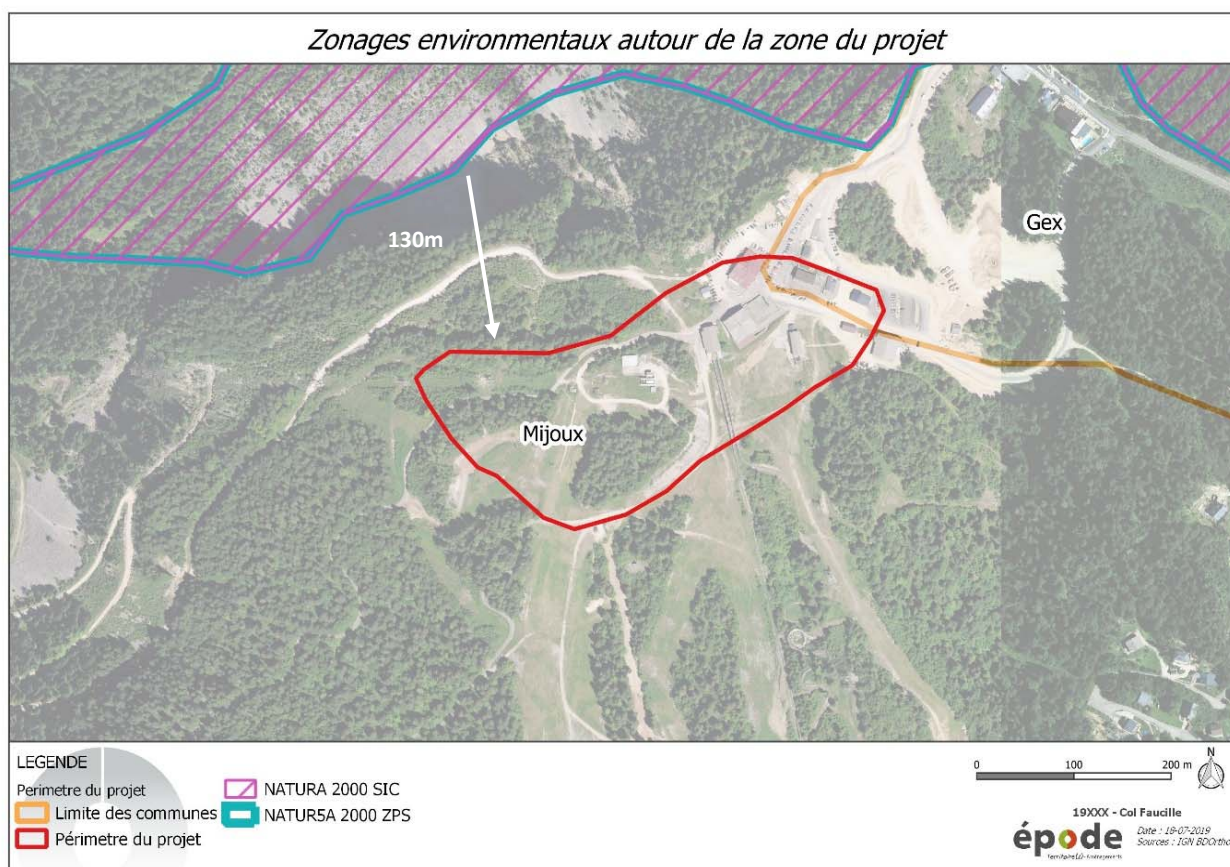 Zonages environnementaux autour de la zone du projet
Gex
130m
Mijoux
LEGENDE
Perimetre du projet
Limite des communes
Périmetre du projet
NATURA 2000 SIC
NATUR5A 2000 ZPS
0 100 200 m
N
19XXX - Col Faucille
épode
Date : 18-07-2019
Sources : IGN BDOrtho